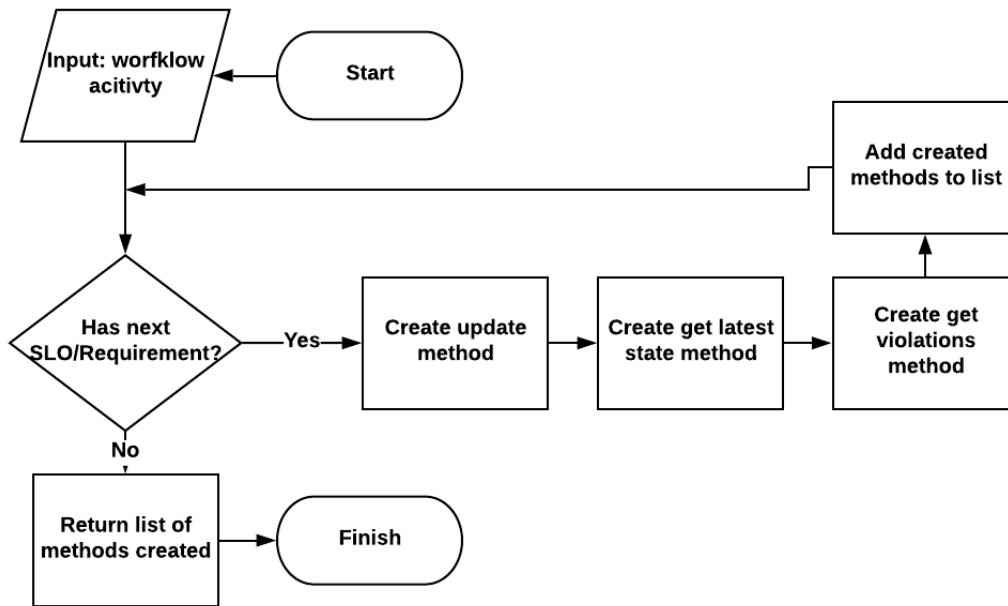 Start
Input: worfklow
acitivty
Has next
SLO/Requirement?
Yes
Create update
method
Create get latest
state method
Create get
violations
method
Add created
methods to list
No
Return list of
methods created
Finish